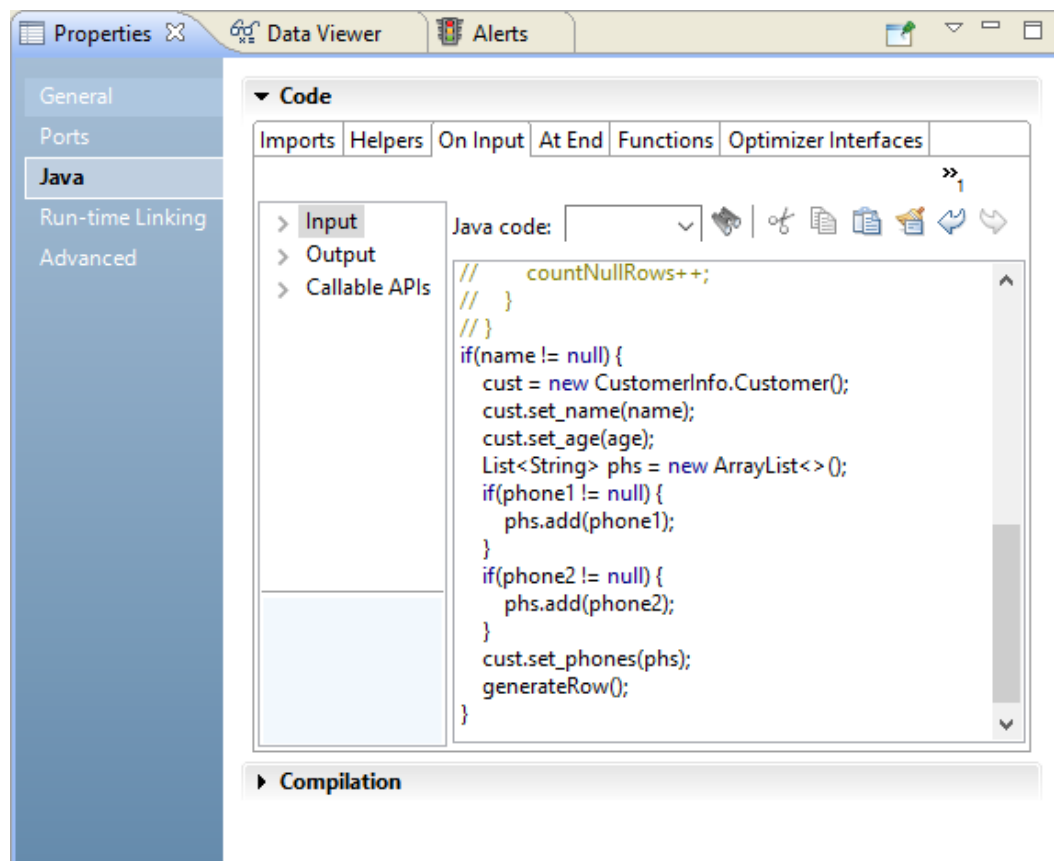 Properties Data Viewer Alerts
General
Ports
Java
Run-time Linking
Advanced
Code
Imports Helpers On Input At End Functions Optimizer Interfaces
»1
Input
Output
Callable APIs
Java code:
// countNullRows++;
// }
// }
if(name != null) {
cust = new CustomerInfo.Customer();
cust.set_name(name);
cust.set_age(age);
List<String> phs = new ArrayList<>();
if(phone1 != null) {
phs.add(phone1);
}
if(phone2 != null) {
phs.add(phone2);
}
cust.set_phones(phs);
generateRow();
}
Compilation